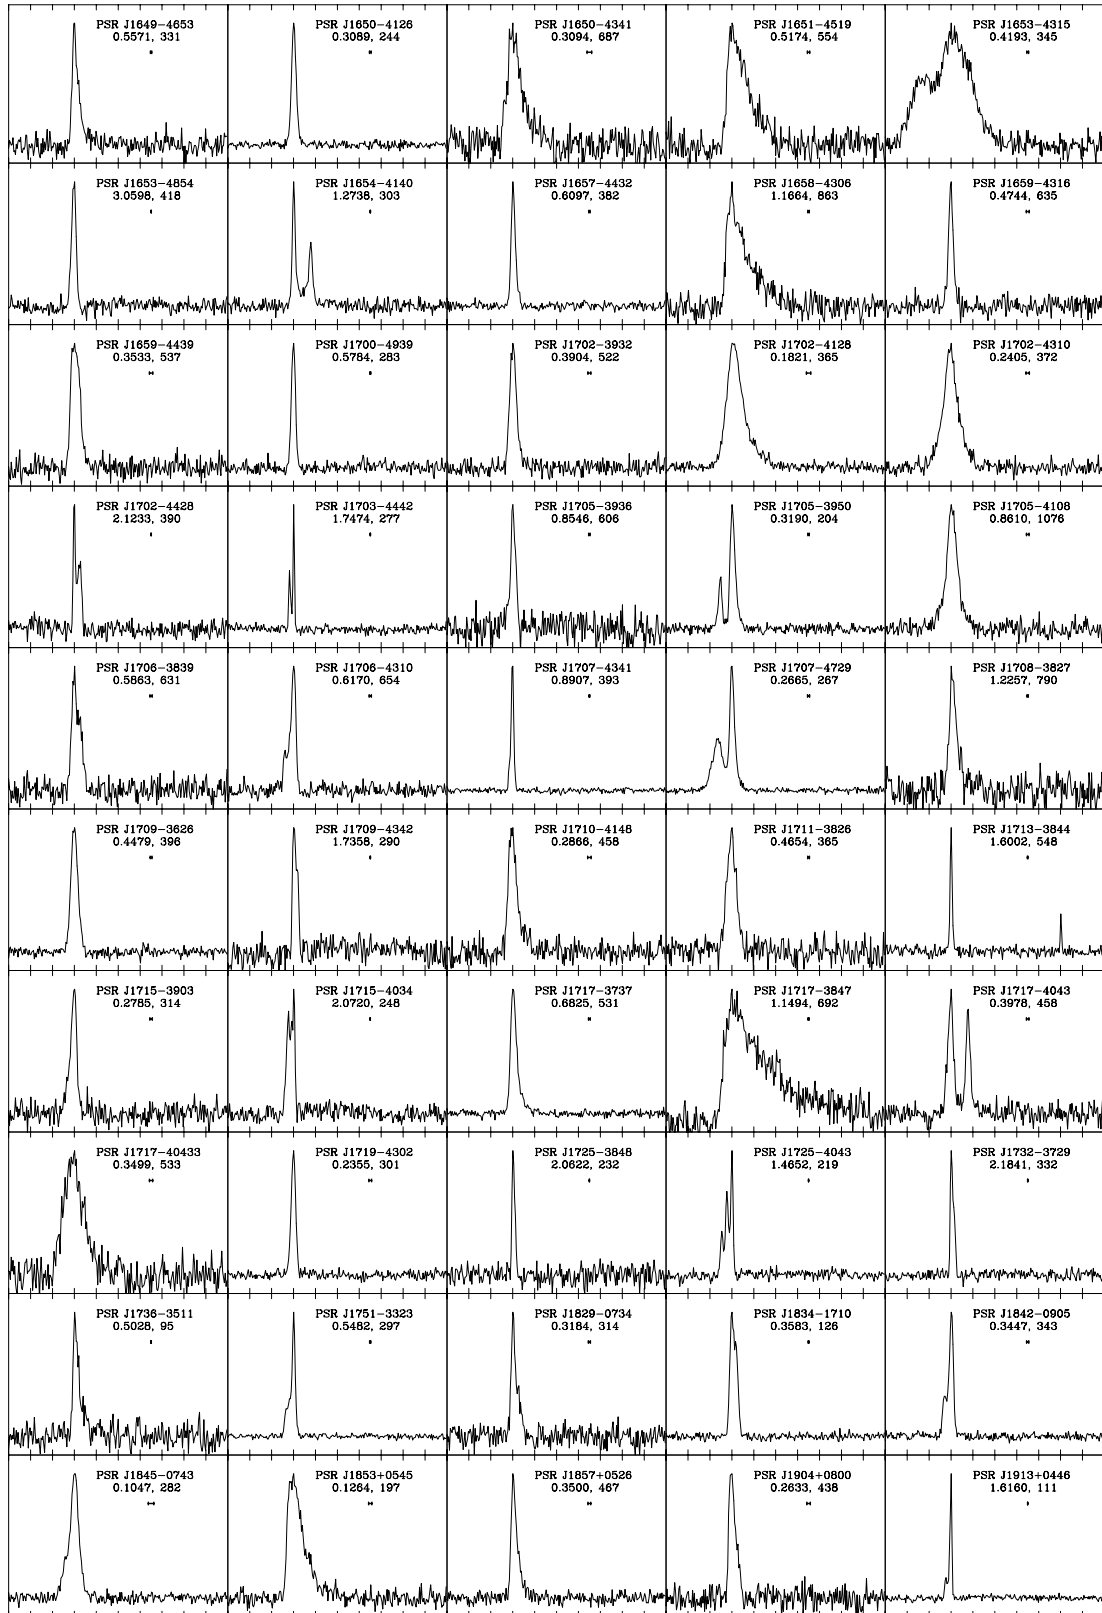 PSR J1649-4653
0.5571, 331
PSR J1650-4126
0.3089, 244
PSR J1650-4341
0.3094, 687
PSR J1651-4519
0.5174, 554
PSR J1653-4315
0.4193, 345
PSR J1653-4854
3.0598, 418
PSR J1654-4140
1.2738, 303
PSR J1657-4432
0.6097, 382
PSR J1658-4306
1.1664, 863
PSR J1659-4316
0.4744, 635
PSR J1659-4439
0.3533, 537
PSR J1700-4939
0.5784, 283
PSR J1702-3932
0.3904, 522
PSR J1702-4128
0.1821, 365
PSR J1702-4310
0.2405, 372
PSR J1702-4428
2.1233, 390
PSR J1703-4442
1.7474, 277
PSR J1705-3936
0.8546, 606
PSR J1705-3950
0.3190, 204
PSR J1705-4108
0.8610, 1076
PSR J1706-3839
0.5863, 631
PSR J1706-4310
0.6170, 654
PSR J1707-4341
0.8907, 393
PSR J1707-4729
0.2665, 267
PSR J1708-3827
1.2257, 790
PSR J1709-3626
0.4479, 396
PSR J1709-4342
1.7358, 290
PSR J1710-4148
0.2866, 458
PSR J1711-3826
0.4654, 365
PSR J1713-3844
1.6002, 548
PSR J1715-3903
0.2785, 314
PSR J1715-4034
2.0720, 248
PSR J1717-3737
0.6825, 531
PSR J1717-3847
1.1494, 692
PSR J1717-4043
0.3978, 458
PSR J1717-40433
0.3499, 533
PSR J1719-4302
0.2355, 301
PSR J1725-3848
2.0622, 232
PSR J1725-4043
1.4652, 219
PSR J1732-3729
2.1841, 332
PSR J1736-3511
0.5028, 95
PSR J1751-3323
0.5482, 297
PSR J1829-0734
0.3184, 314
PSR J1834-1710
0.3583, 126
PSR J1842-0905
0.3447, 343
PSR J1845-0743
0.1047, 282
PSR J1853+0545
0.1264, 197
PSR J1857+0526
0.3500, 467
PSR J1904+0800
0.2633, 438
PSR J1913+0446
1.6160, 111